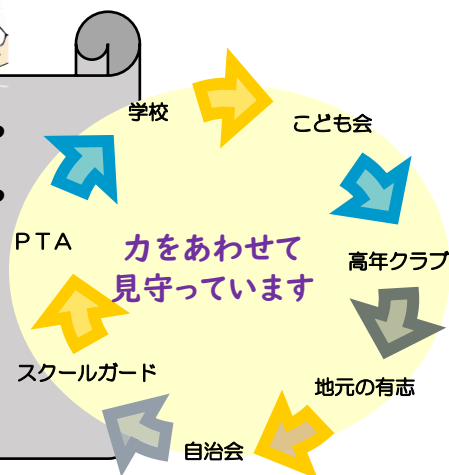 学校
こども会
PTA
力をあわせて
見守っています
高年クラブ
スクールガード
地元の有志
自治会